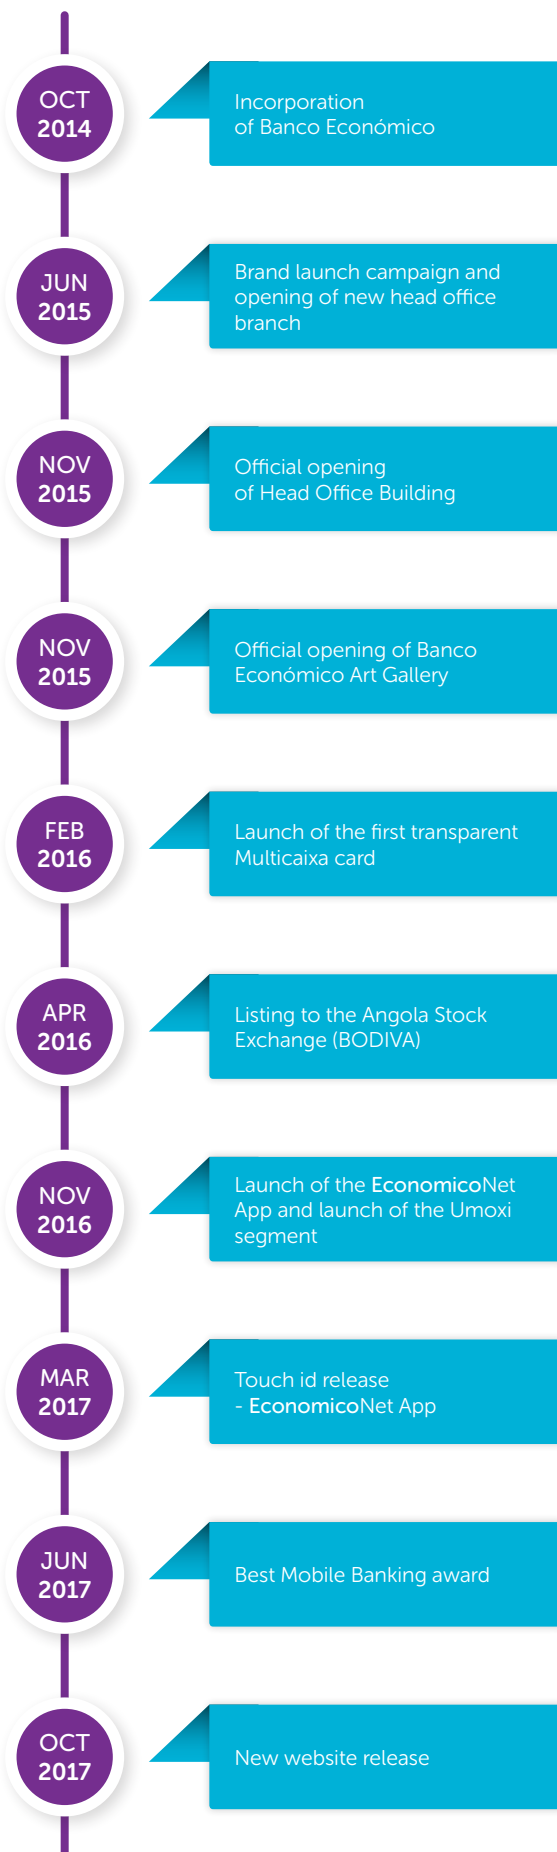 OCT
2014
Incorporation
of Banco Económico
JUN
2015
Brand launch campaign and
opening of new head office
branch
NOV
2015
Official opening
of Head Office Building
NOV
2015
Official opening of Banco
Económico Art Gallery
FEB
2016
Launch of the first transparent
Multicaixa card
APR
2016
Listing to the Angola Stock
Exchange (BODIVA)
NOV
2016
Launch of the EconomicoNet
App and launch of the Umoxi
segment
MAR
2017
Touch id release
- EconomicoNet App
JUN
2017
Best Mobile Banking award
OCT
2017
New website release